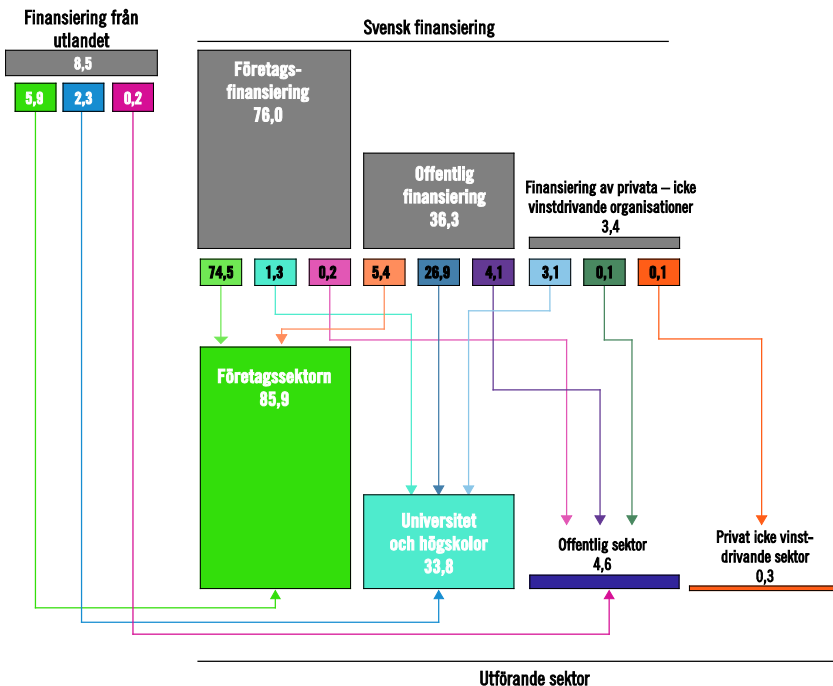 Finansiering från
utlandet
8,5
5,9 2,3 0,2
Svensk finansiering
Företags-
finansiering
76,0
Offentlig
finansiering
36,3
Finansiering av privata – icke
vinstdrivande organisationer
3,4
74,5 1,3 0,2 5,4 26,9 4,1 3,1 0,1 0,1
Företagssektorn
85,9
Universitet
och högskolor
33,8
Offentlig sektor
4,6
Privat icke vinst-
drivande sektor
0,3
Utförande sektor